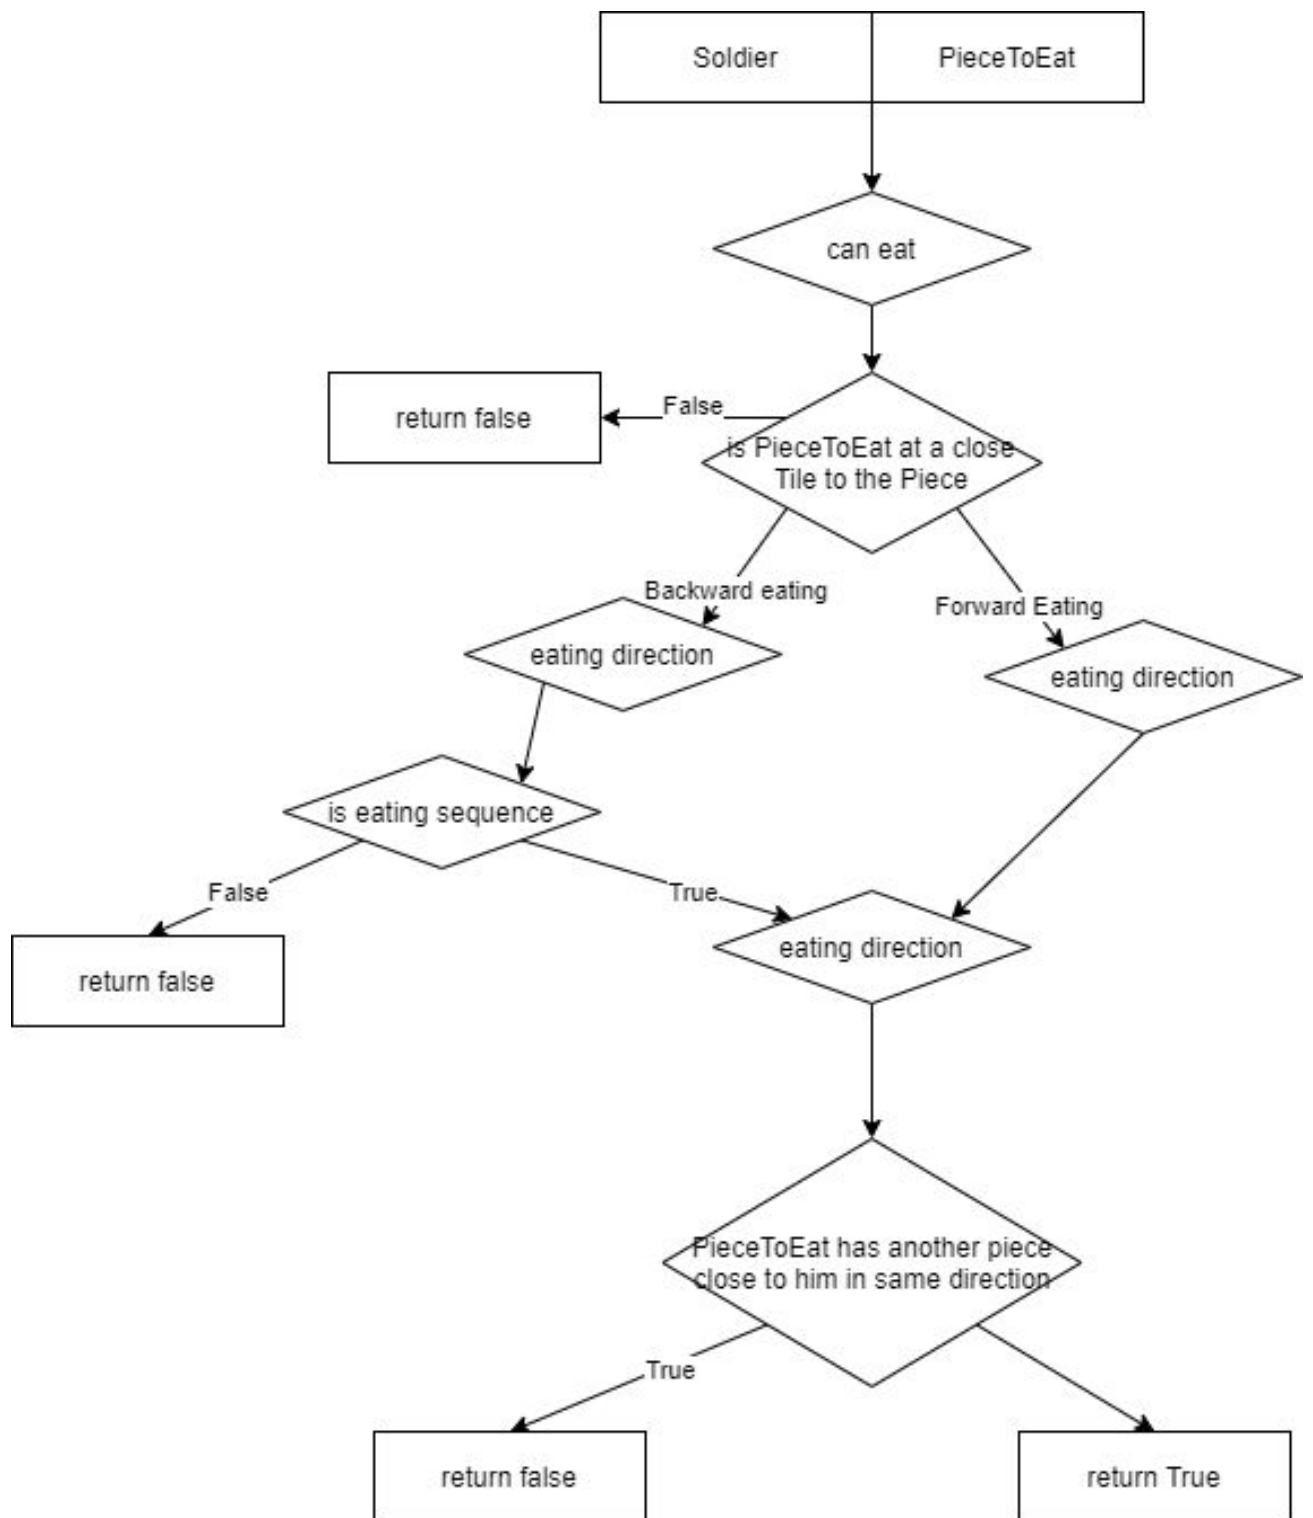 Soldier
PieceToEat
can eat
False
return false
is PieceToEat at a close
Tile to the Piece
Backward eating
Forward Eating
eating direction
eating direction
is eating sequence
False
True
return false
eating direction
PieceToEat has another piece
close to him in same direction
True
return false
return True